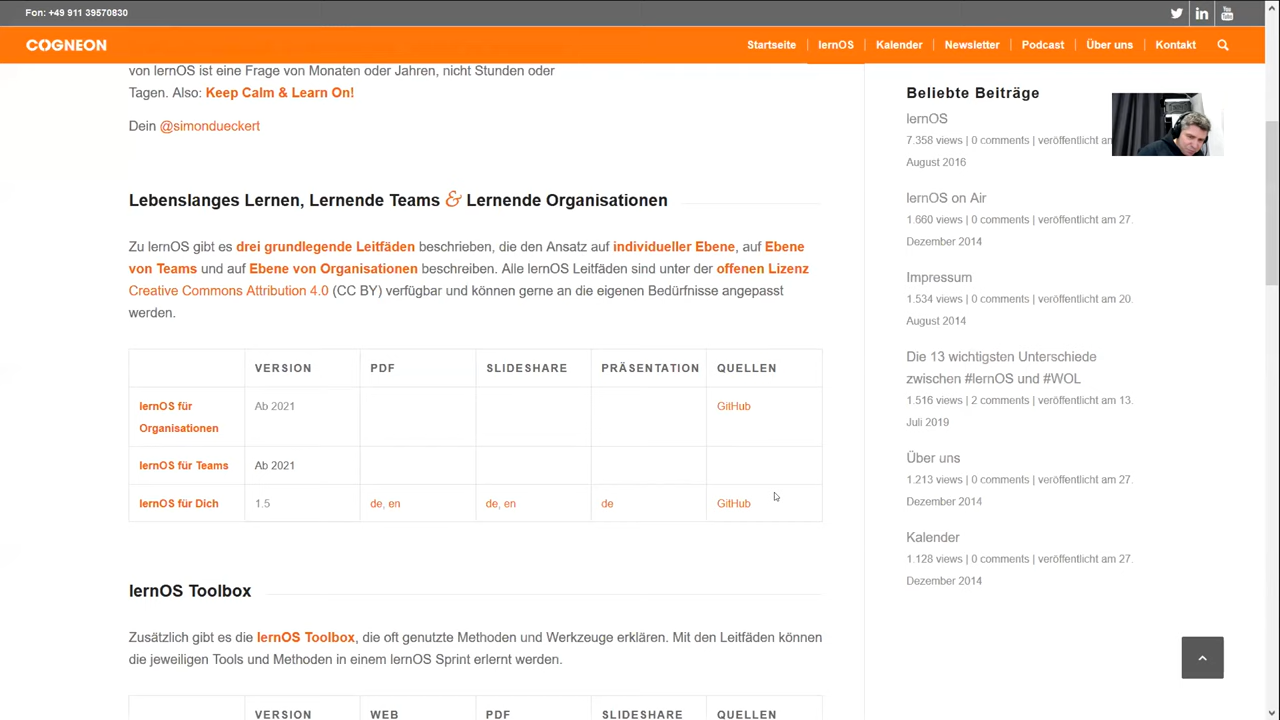 Fon: +49 911 39570830
You Tube
COGNEON
Startseite lernOS Kalender Newsletter Podcast Über uns Kontakt
von lernOS ist eine Frage von Monaten oder Jahren, nicht Stunden oder
Tagen. Also: Keep Calm & Learn On!
Dein @simondueckert
Lebenslanges Lernen, Lernende Teams & Lernende Organisationen
Zu lernOS gibt es drei grundlegende Leitfäden beschrieben, die den Ansatz auf individueller Ebene, auf Ebene
von Teams und auf Ebene von Organisationen beschreiben. Alle lernOS Leitfäden sind unter der offenen Lizenz
Creative Commons Attribution 4.0 (CC BY) verfügbar und können gerne an die eigenen Bedürfnisse angepasst
werden.
VERSION PDF SLIDESHARE PRÄSENTATION QUELLEN
lernOS für Ab 2021 GitHub
Organisationen
lernOS für Teams Ab 2021
lernOS für Dich 1.5 de, en de, en de GitHub
lernOS Toolbox
Zusätzlich gibt es die lernOS Toolbox, die oft genutzte Methoden und Werkzeuge erklären. Mit den Leitfäden können
die jeweiligen Tools und Methoden in einem lernOS Sprint erlernt werden.
VERSION WEB PDF SLIDESHARE QUELLEN
Beliebte Beiträge
lernOS
7.358 views | 0 comments | veröffentlicht am
August 2016
lernOS on Air
1.660 views | 0 comments | veröffentlicht am 27.
Dezember 2014
Impressum
1.534 views | 0 comments | veröffentlicht am 20.
August 2014
Die 13 wichtigsten Unterschiede
zwischen #lernOS und #WOL
1.516 views | 2 comments | veröffentlicht am 13.
Juli 2019
Über uns
1.213 views | 0 comments | veröffentlicht am 27.
Dezember 2014
Kalender
1.128 views | 0 comments | veröffentlicht am 27.
Dezember 2014